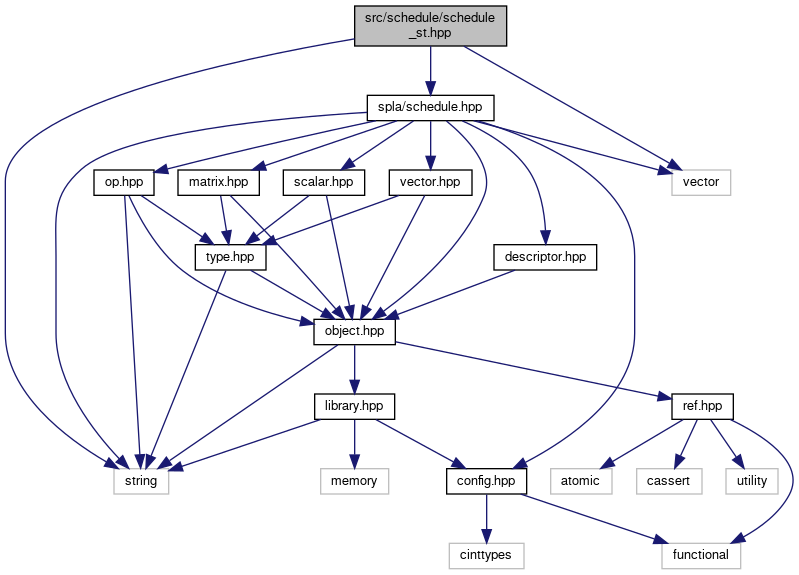 src/schedule/schedule
_st.hpp
spla/schedule.hpp
op.hpp
matrix.hpp
scalar.hpp
vector.hpp
vector
type.hpp
descriptor.hpp
object.hpp
library.hpp
ref.hpp
string
memory
config.hpp
atomic
cassert
utility
cinttypes
functional